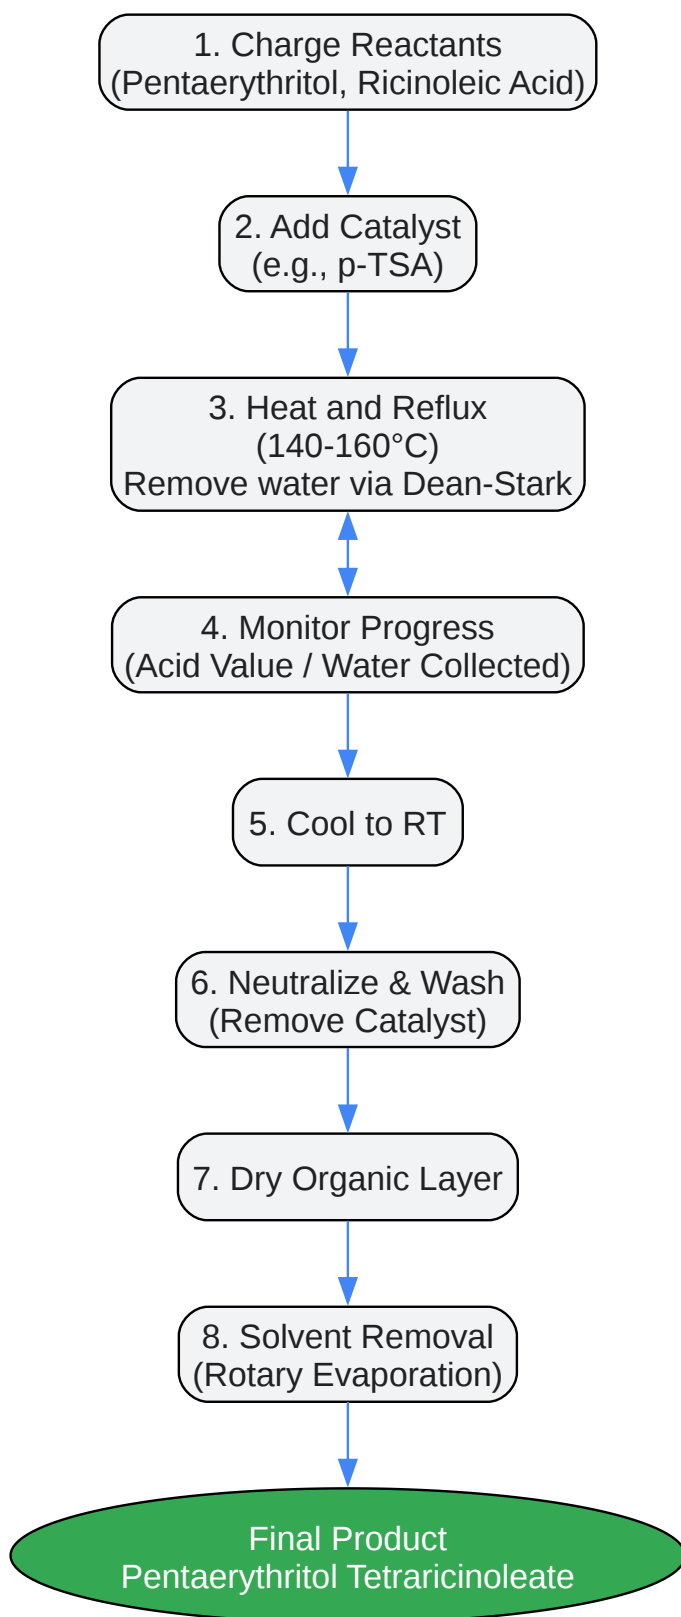 1. Charge Reactants
(Pentaerythritol, Ricinoleic Acid)
2. Add Catalyst
(e.g., p-TSA)
3. Heat and Reflux
(140-160°C)
Remove water via Dean-Stark
4. Monitor Progress
(Acid Value / Water Collected)
5. Cool to RT
6. Neutralize & Wash
(Remove Catalyst)
7. Dry Organic Layer
8. Solvent Removal
(Rotary Evaporation)
Final Product
Pentaerythritol Tetraricinoleate